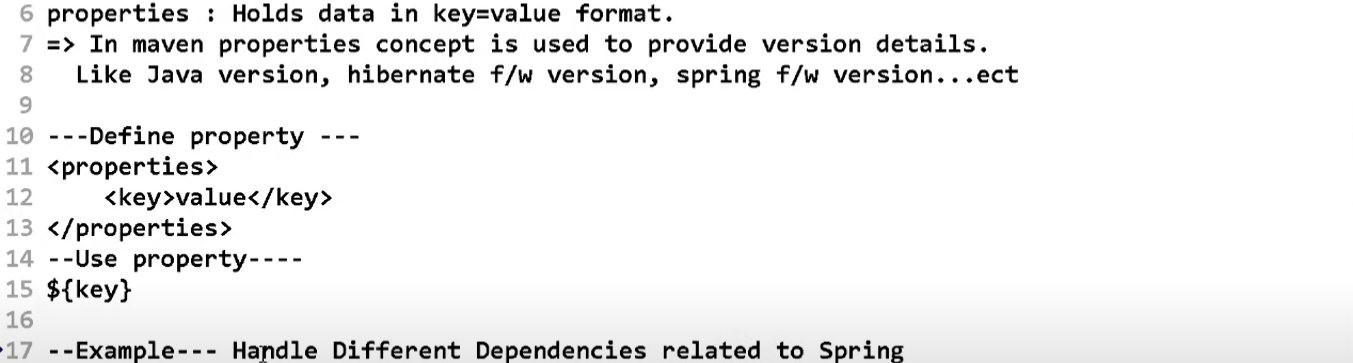 6 properties : Holds data in key=value format.
7 => In maven properties concept is used to provide version details.
8 Like Java version, hibernate f/w version, spring f/w version...ect
9
10 ---Define property ---
11 <properties>
12 <key>value</key>
13 </properties>
14 --Use property----
15 ${key}
16
17 --Example--- Handle Different Dependencies related to Spring